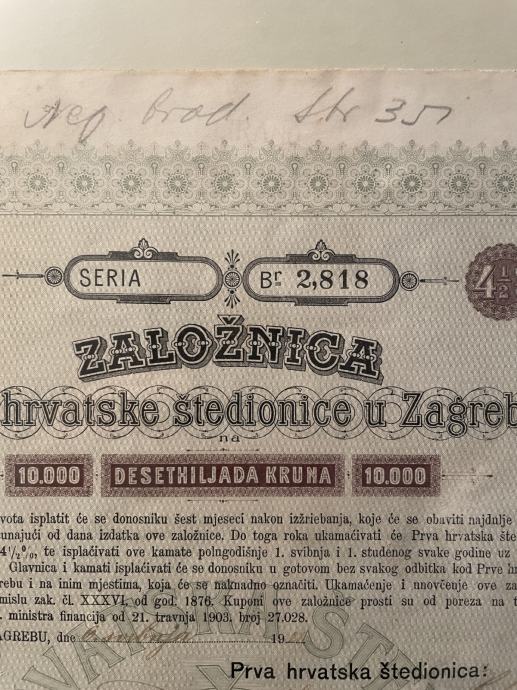 Neg. brod. Str 351
SERIA
Br 2,818
4 1/2
ZALOŽNICA
hrvatske štedionice u Zagreb
na
10.000 DESETHILJADA KRUNA 10.000
vota isplatit će se donosniku šest mjeseci nakon izžriebanja, koje će se obaviti najdulje
unajući od dana izdatka ove založnice. Do toga roku ukamaćivati će Prva hrvatska šte
4½%, te isplaćivati ove kamate polugodišnje 1. svibnja i 1. studenog svake godine uz
Glavnica i kamati isplaćivati će se donosniku u gotovom bez svakog odbitka kod Prve h
rebu i na inim mjestima, koja će se naknadno označiti. Ukamaćenje i unovčenje ove za
mislu zak. čl. XXXVI. od god. 1876. Kuponi ove založnice prosti su od poreza na t
. ministra financija od 21. travnja 1903. broj 27.028.
AGREBU, dne 19
Prva hrvatska štedionica: